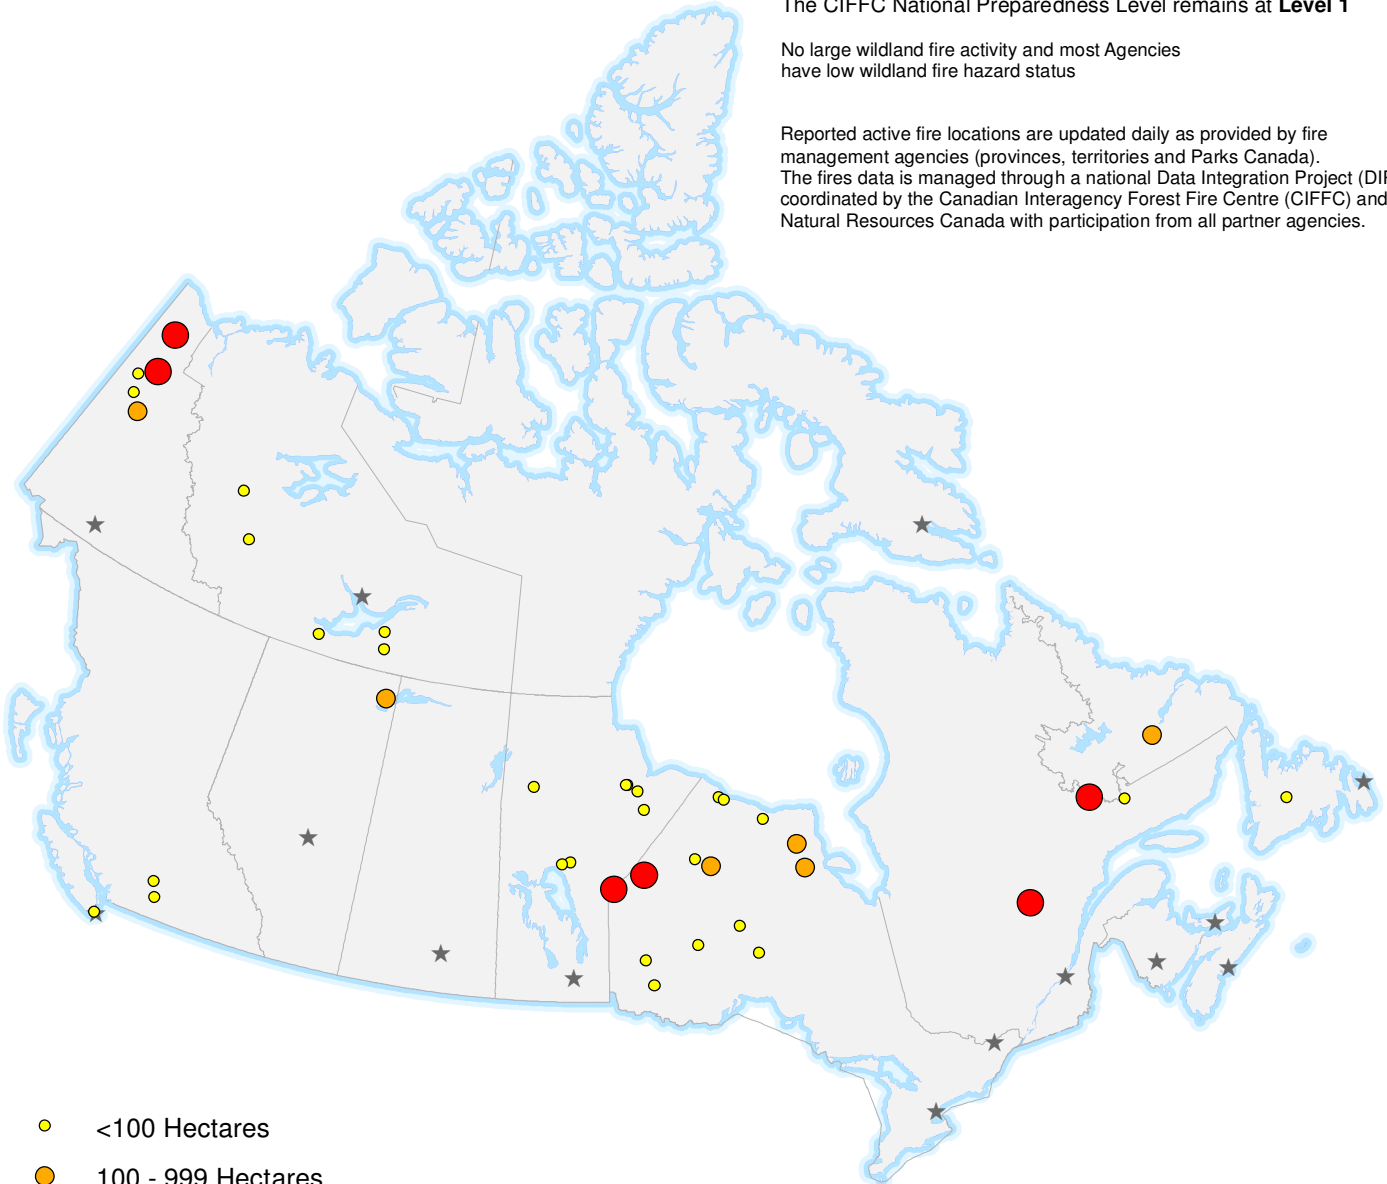 The CIFFC National Preparedness Level remains at Level 1
No large wildland fire activity and most Agencies
have low wildland fire hazard status
Reported active fire locations are updated daily as provided by fire
management agencies (provinces, territories and Parks Canada).
The fires data is managed through a national Data Integration Project (DIP
coordinated by the Canadian Interagency Forest Fire Centre (CIFFC) and
Natural Resources Canada with participation from all partner agencies.
<100 Hectares
100 - 999 Hectares